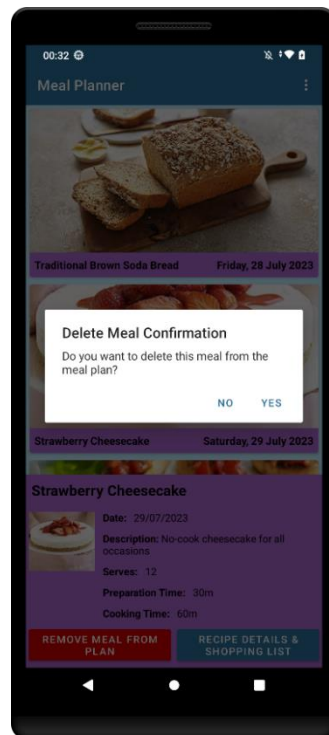 00:32
Meal Planner
Traditional Brown Soda Bread Friday, 28 July 2023
Delete Meal Confirmation
Do you want to delete this meal from the
meal plan?
NO YES
Strawberry Cheesecake Saturday, 29 July 2023
Strawberry Cheesecake
Date: 29/07/2023
Description: No-cook cheesecake for all
occasions
Serves: 12
Preparation Time: 30m
Cooking Time: 60m
REMOVE MEAL FROM
PLAN
RECIPE DETAILS &
SHOPPING LIST